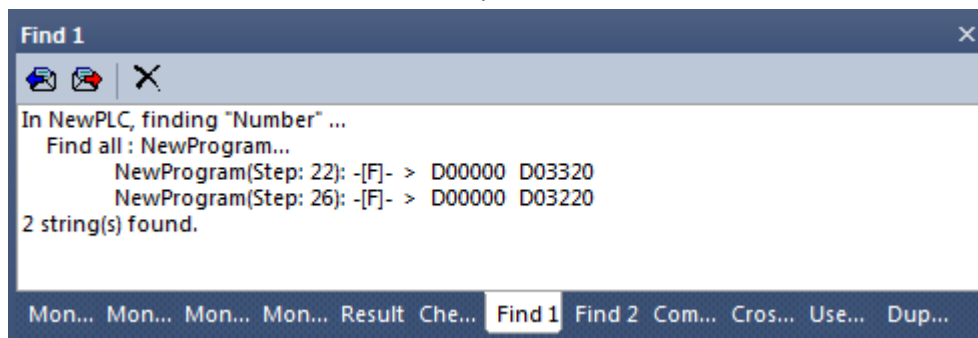 Find 1
In NewPLC, finding "Number" ...
Find all : NewProgram...
NewProgram(Step: 22): -[F]- > D00000 D03320
NewProgram(Step: 26): -[F]- > D00000 D03220
2 string(s) found.
Mon... Mon... Mon... Mon... Result Che... Find 1 Find 2 Com... Cros... Use... Dup...